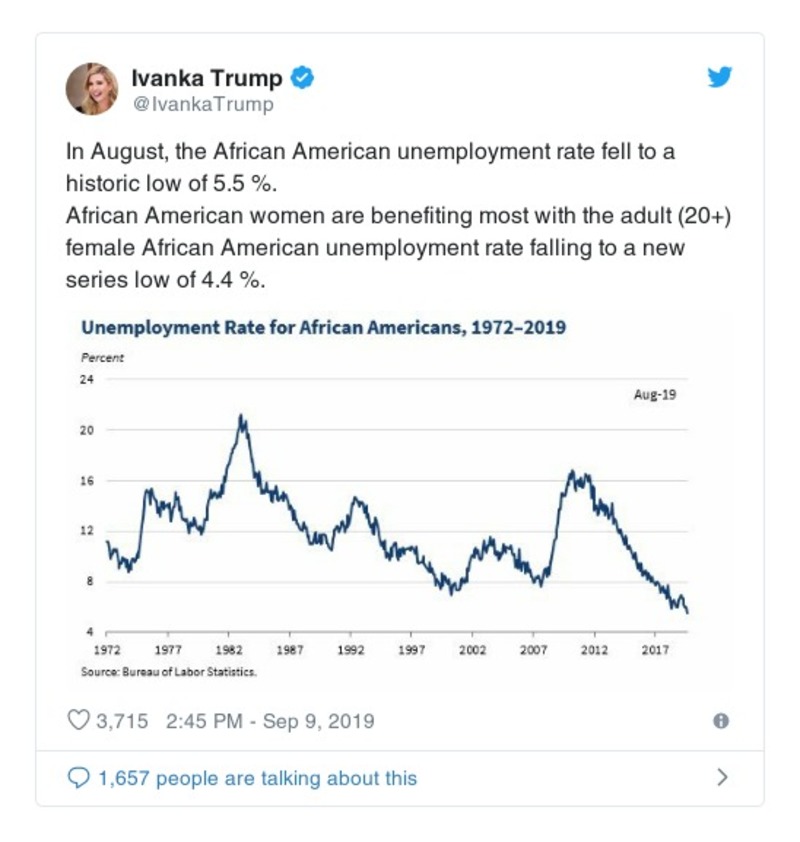 Ivanka Trump
@IvankaTrump
In August, the African American unemployment rate fell to a
historic low of 5.5 %.
African American women are benefiting most with the adult (20+)
female African American unemployment rate falling to a new
series low of 4.4 %.
Unemployment Rate for African Americans, 1972–2019
Percent
24
Aug-19
20
16
12
8
4
1972 1977 1982 1987 1992 1997 2002 2007 2012 2017
Source: Bureau of Labor Statistics.
3,715 2:45 PM - Sep 9, 2019
1,657 people are talking about this